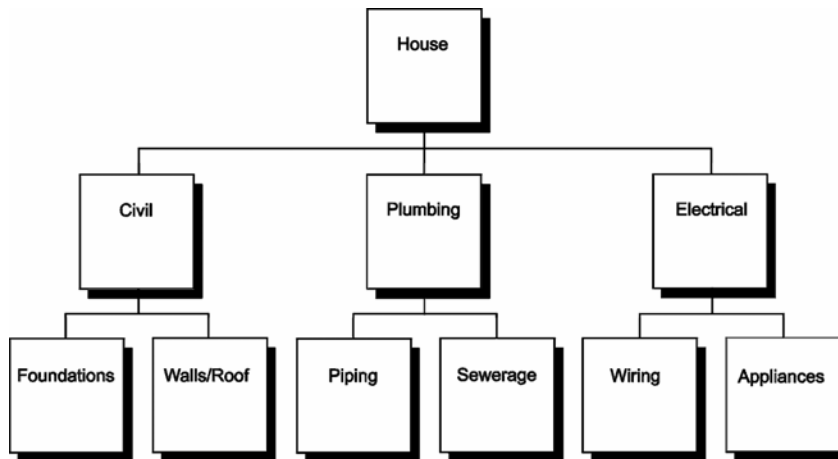 House
Civil
Plumbing
Electrical
Foundations
Walls/Roof
Piping
Sewerage
Wiring
Appliances